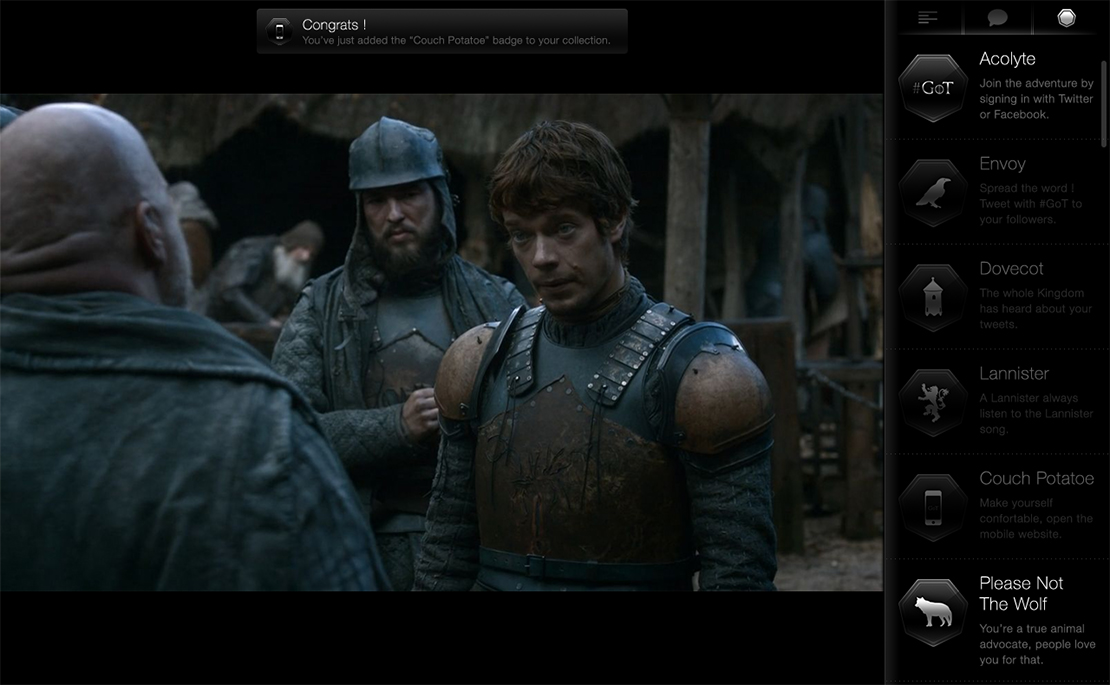 Congrats !
You've just added the "Couch Potatoe" badge to your collection.
#GoT
Acolyte
Join the adventure by
signing in with Twitter
or Facebook.
Envoy
Spread the word !
Tweet with #GoT to
your followers.
Dovecot
The whole Kingdom
has heard about your
tweets.
Lannister
A Lannister always
listen to the Lannister
song.
Couch Potatoe
Make yourself
confortable, open the
mobile website.
Please Not
The Wolf
You're a true animal
advocate, people love
you for that.